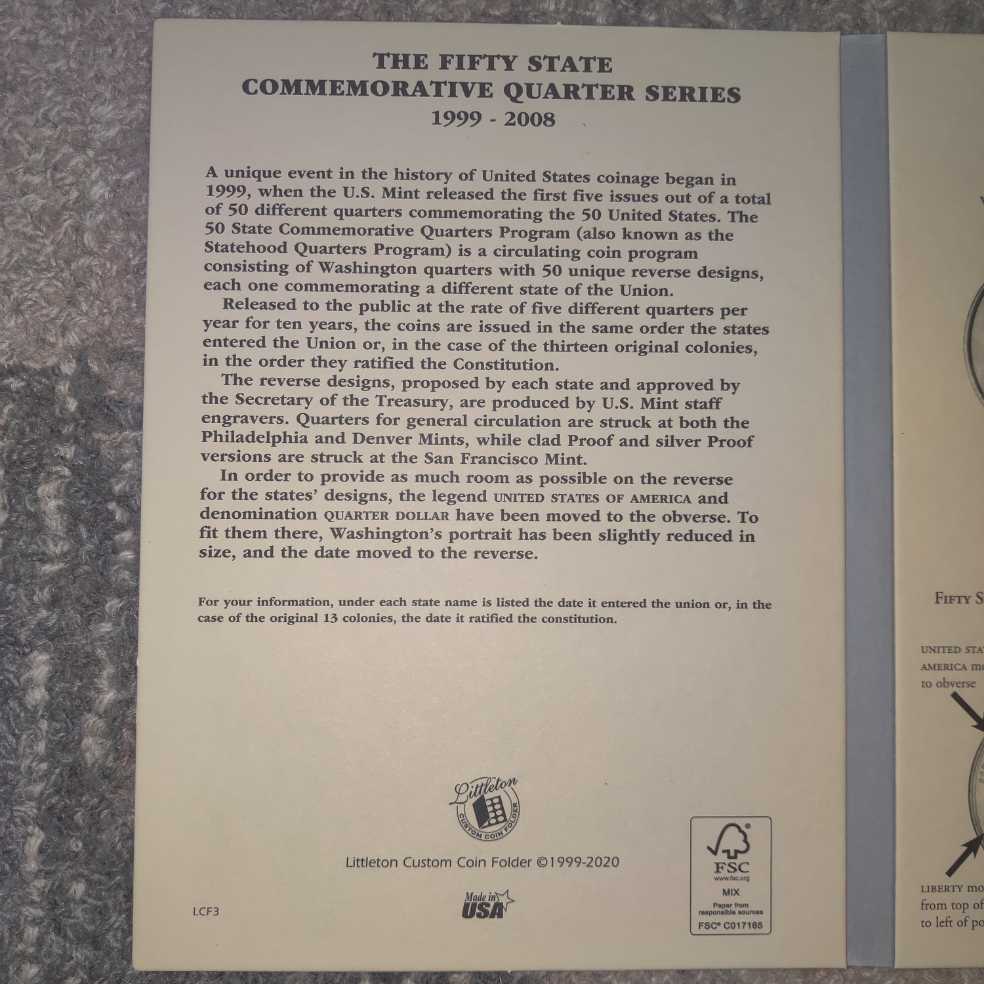 THE FIFTY STATE
COMMEMORATIVE QUARTER SERIES
1999 - 2008
A unique event in the history of United States coinage began in
1999, when the U.S. Mint released the first five issues out of a total
of 50 different quarters commemorating the 50 United States. The
50 State Commemorative Quarters Program (also known as the
Statehood Quarters Program) is a circulating coin program
consisting of Washington quarters with 50 unique reverse designs,
each one commemorating a different state of the Union.
Released to the public at the rate of five different quarters per
year for ten years, the coins are issued in the same order the states
entered the Union or, in the case of the thirteen original colonies,
in the order they ratified the Constitution.
The reverse designs, proposed by each state and approved by
the Secretary of the Treasury, are produced by U.S. Mint staff
engravers. Quarters for general circulation are struck at both the
Philadelphia and Denver Mints, while clad Proof and silver Proof
versions are struck at the San Francisco Mint.
In order to provide as much room as possible on the reverse
for the states' designs, the legend UNITED STATES OF AMERICA and
denomination QUARTER DOLLAR have been moved to the obverse. To
fit them there, Washington's portrait has been slightly reduced in
size, and the date moved to the reverse.
For your information, under each state name is listed the date it entered the union or, in the
case of the original 13 colonies, the date it ratified the constitution.
Littleton
CUSTOM COIN FOLDER
Littleton Custom Coin Folder ©1999-2020
Made in
USA
LCF3
FSC
www.fsc.org
MIX
Paper from
responsible sources
FSC® C017165
FIFTY S
UNITED STA
AMERICA mo
to obverse
LIBERTY mo
from top of
to left of po